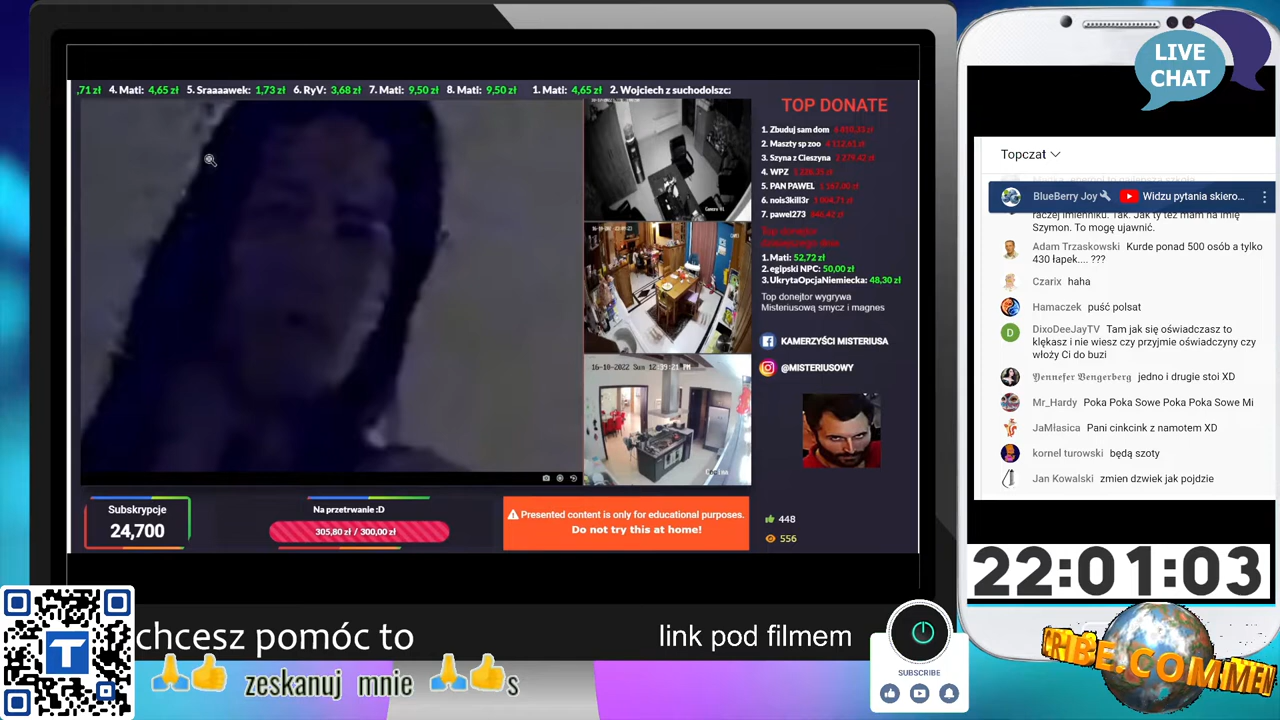 ,71 zł 4. Mati: 4,65 zł 5. Sraaaawek: 1,73 zł 6. RyV: 3,68 zł 7. Mati: 9,50 zł 8. Mati: 9,50 zł 1. Mati: 4,65 zł 2. Wojciech z suchodolszc:
TOP DONATE
1. Zbuduj sam dom
2. Maszty sp zoo
3. Szyna z Cieszyna
4. WPZ
5. PAN PAWEL
6. nois3kill3r
7. pawel273
1. Mati: 52,72 zł
2. egipski NPC: 50,00 zł
3. UkrytaOpcjaNiemiecka: 48,30 zł
Top donejtor wygrywa
Misteriusową smycz i magnes
KAMERZYŚCI MISTERIUSA
@MISTERIUSOWY
Camera 01
16-10-2022 Sun 12:39:21 PM
Subskrypcje
24,700
Na przetrwanie :D
305,80 zł / 300,00 zł
Presented content is only for educational purposes.
Do not try this at home!
448
556
chcesz pomóc to
link pod filmem
zeskanuj mnie
s
SUBSCRIBE
LIVE
CHAT
Topczat
BlueBerry Joy Widzu pytania skiero...
raczej imienniku. Tak. Jak ty też mam na imię
Szymon. To mogę ujawnić.
Adam Trzaskowski Kurde ponad 500 osób a tylko
430 łapek.... ???
Czarix haha
Hamaczek puść polsat
D
DixoDeeJayTV Tam jak się oświadczasz to
klękasz i nie wiesz czy przyjmie oświadczyny czy
włoży Ci do buzi
Yennefer Vengerberg jedno i drugie stoi XD
Mr_Hardy Poka Poka Sowe Poka Poka Sowe Mi
JaMłasica Pani cinkcink z namotem XD
kornel turowski będą szoty
Jan Kowalski zmien dzwiek jak pojdzie
22:01:03
CRIBE.COMMEN
T